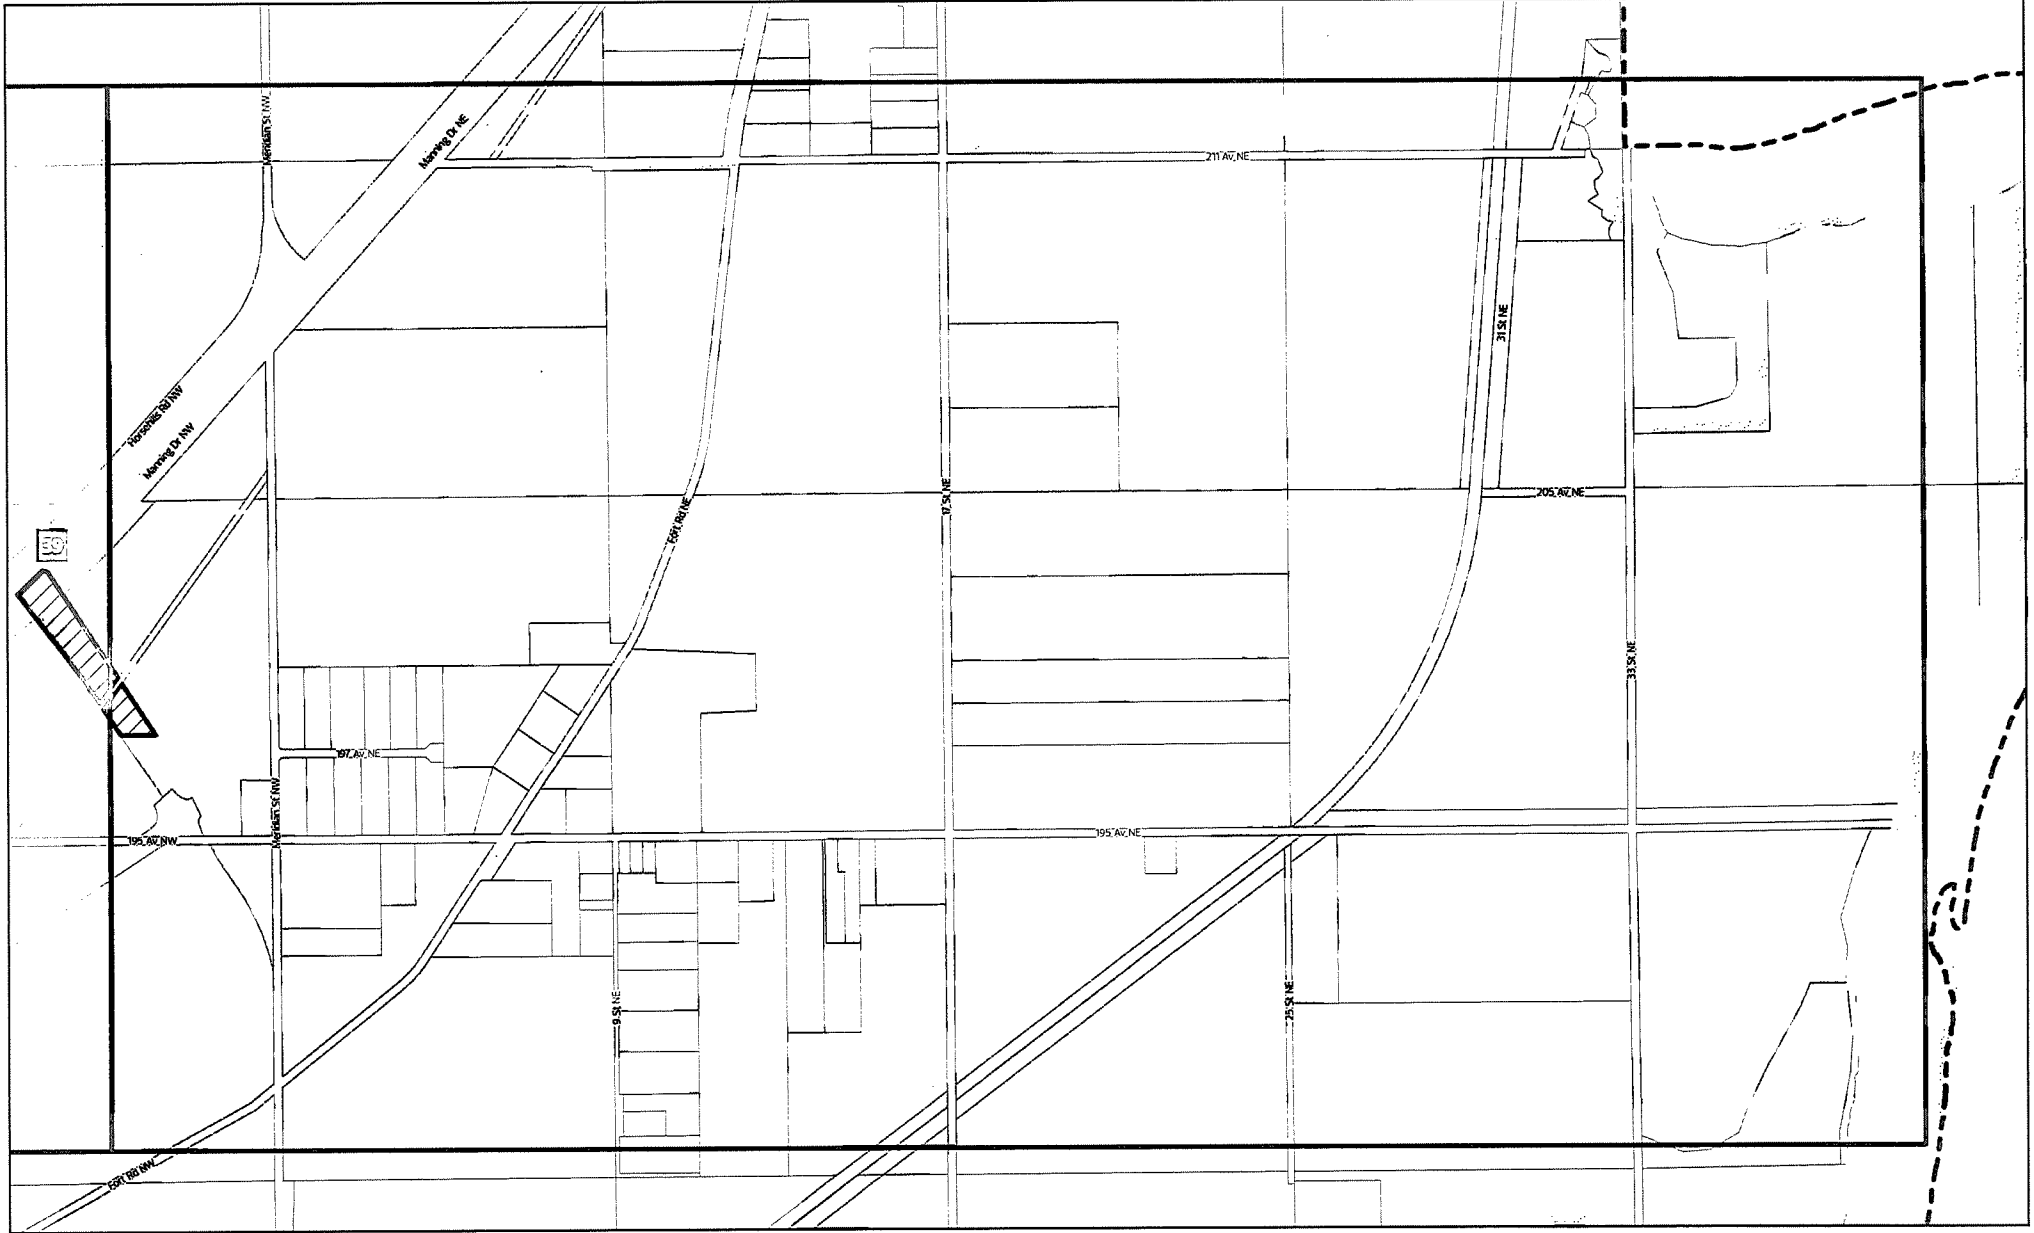 Meridian St NW
Manning Dr NE
211 Av NE
31 St NE
Horsehills Rd NW
Manning Dr NW
17 St NE
205 Av NE
Fort Rd NE
33 St NE
197 Av NE
Meridian St NW
195 Av NW
195 Av NE
9 St NE
25 St NE
Fort Rd NW